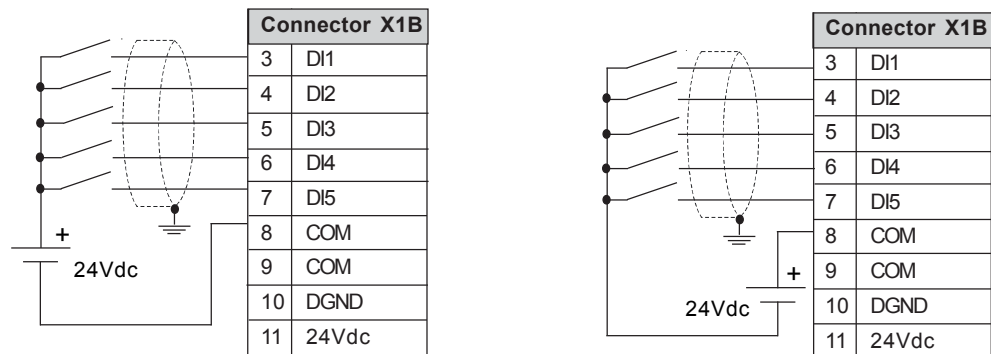 Connector X1B
3 DI1
4 DI2
5 DI3
6 DI4
7 DI5
8 COM
9 COM
10 DGND
11 24Vdc
+
24Vdc
Connector X1B
3 DI1
4 DI2
5 DI3
6 DI4
7 DI5
8 COM
9 COM
10 DGND
11 24Vdc
+
24Vdc